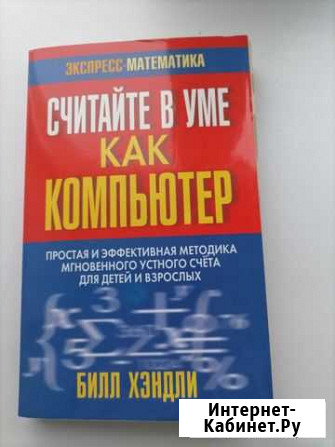 ЭКСПРЕСС-МАТЕМАТИКА
СЧИТАЙТЕ В УМЕ
КАК
КОМПЬЮТЕР
ПРОСТАЯ И ЭФФЕКТИВНАЯ МЕТОДИКА
МГНОВЕННОГО УСТНОГО СЧЁТА
ДЛЯ ДЕТЕЙ И ВЗРОСЛЫХ
БИЛЛ ХЭНДЛИ
Интернет-
Кабинет.Ру